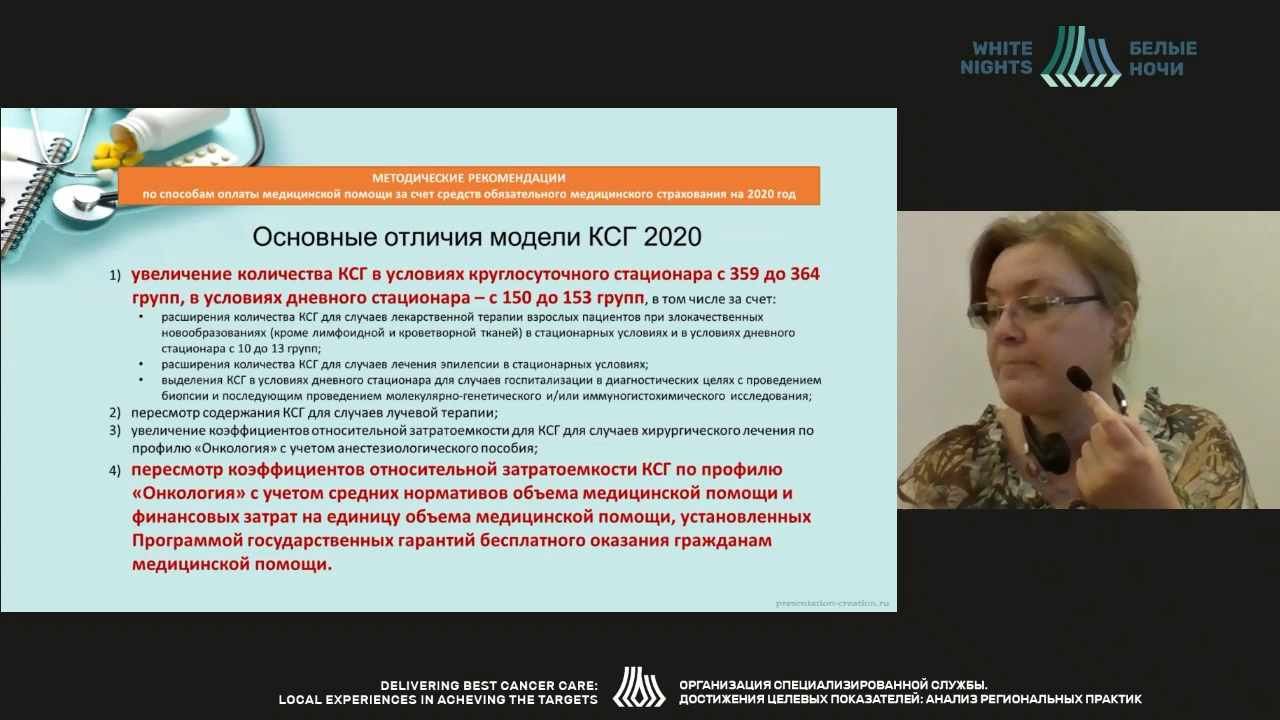 WHITE
NIGHTS
БЕЛЫЕ
НОЧИ
МЕТОДИЧЕСКИЕ РЕКОМЕНДАЦИИ
по способам оплаты медицинской помощи за счет средств обязательного медицинского страхования на 2020 год
Основные отличия модели КСГ 2020
1) увеличение количества КСГ в условиях круглосуточного стационара с 359 до 364
групп, в условиях дневного стационара – с 150 до 153 групп, в том числе за счет:
• расширения количества КСГ для случаев лекарственной терапии взрослых пациентов при злокачественных
новообразованиях (кроме лимфоидной и кроветворной тканей) в стационарных условиях и в условиях дневного
стационара с 10 до 13 групп;
• расширения количества КСГ для случаев лечения эпилепсии в стационарных условиях;
• выделения КСГ в условиях дневного стационара для случаев госпитализации в диагностических целях с проведением
биопсии и последующим проведением молекулярно-генетического и/или иммуногистохимического исследования;
2) пересмотр содержания КСГ для случаев лучевой терапии;
3) увеличение коэффициентов относительной затратоемкости для КСГ для случаев хирургического лечения по
профилю «Онкология» с учетом анестезиологического пособия;
4) пересмотр коэффициентов относительной затратоемкости КСГ по профилю
«Онкология» с учетом средних нормативов объема медицинской помощи и
финансовых затрат на единицу объема медицинской помощи, установленных
Программой государственных гарантий бесплатного оказания гражданам
медицинской помощи.
presentation-creation.ru
DELIVERING BEST CANCER CARE:
LOCAL EXPERIENCES IN ACHEVING THE TARGETS
ОРГАНИЗАЦИЯ СПЕЦИАЛИЗИРОВАННОЙ СЛУЖБЫ.
ДОСТИЖЕНИЯ ЦЕЛЕВЫХ ПОКАЗАТЕЛЕЙ: АНАЛИЗ РЕГИОНАЛЬНЫХ ПРАКТИК